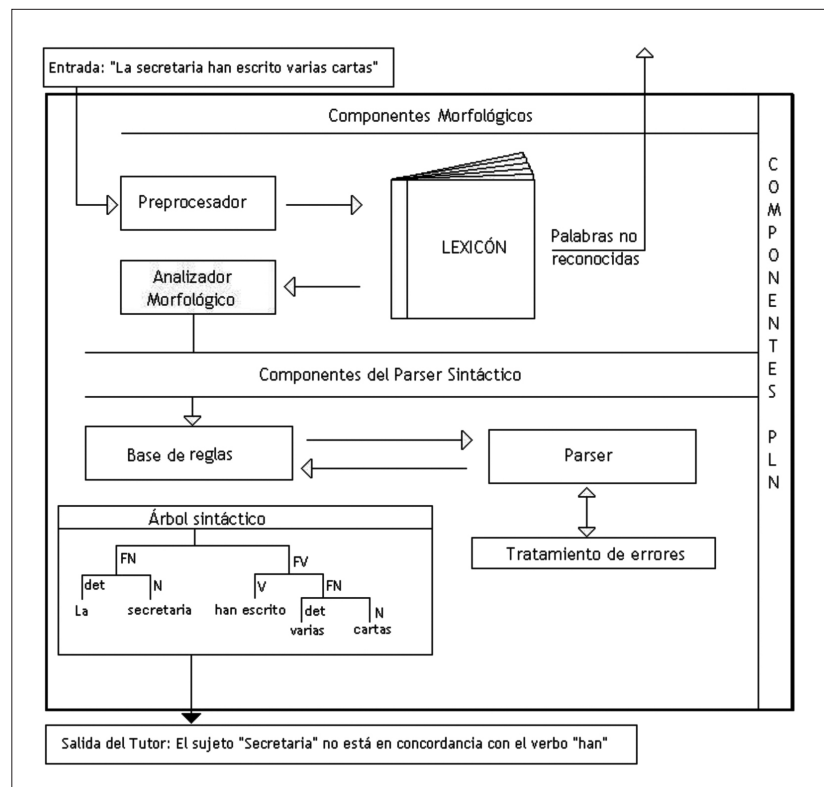 Entrada: "La secretaria han escrito varias cartas"
Componentes Morfológicos
Preprocesador
LEXICÓN
Palabras no
reconocidas
Analizador
Morfológico
Componentes del Parser Sintáctico
Base de reglas
Parser
Tratamiento de errores
Árbol sintáctico
FN
FV
det
N
V
FN
La
secretaria
han escrito
det
N
varias
cartas
COMPONENTES PLN
Salida del Tutor: El sujeto "Secretaria" no está en concordancia con el verbo "han"